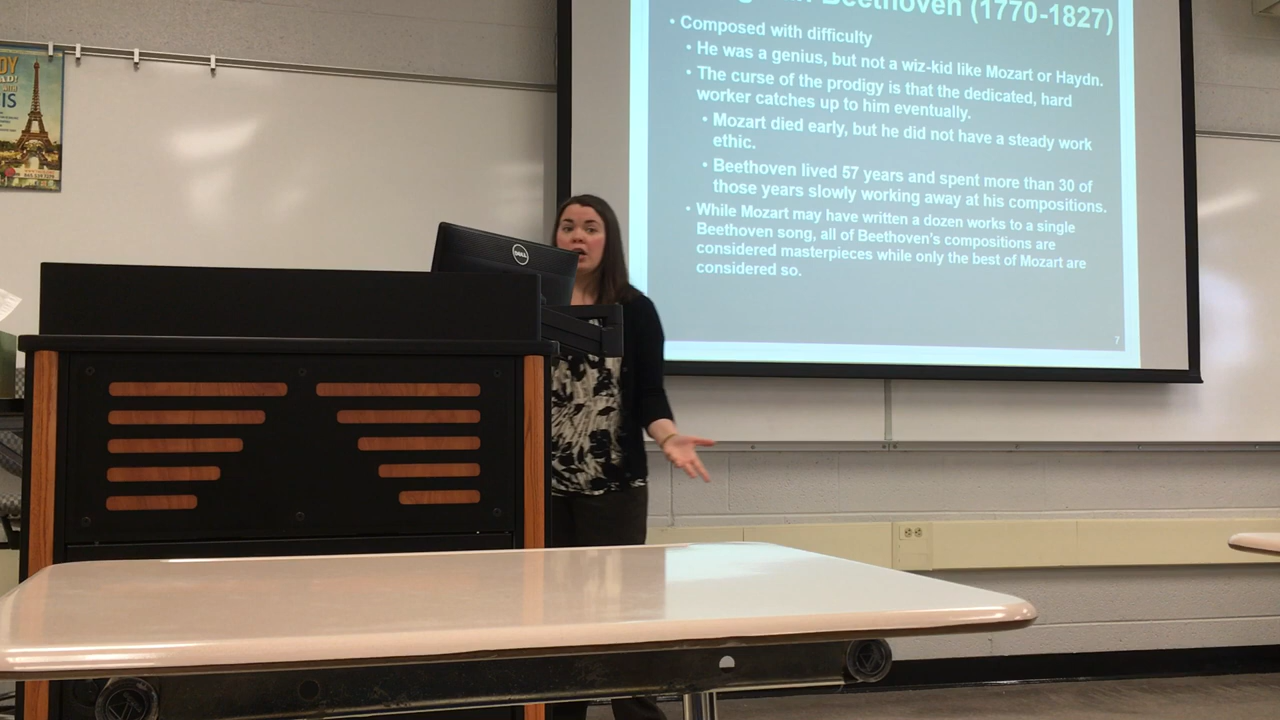 Beethoven (1770-1827)
• Composed with difficulty
• He was a genius, but not a wiz-kid like Mozart or Haydn.
• The curse of the prodigy is that the dedicated, hard
worker catches up to him eventually.
• Mozart died early, but he did not have a steady work
ethic.
• Beethoven lived 57 years and spent more than 30 of
those years slowly working away at his compositions.
• While Mozart may have written a dozen works to a single
Beethoven song, all of Beethoven's compositions are
considered masterpieces while only the best of Mozart are
considered so.
7
DELL